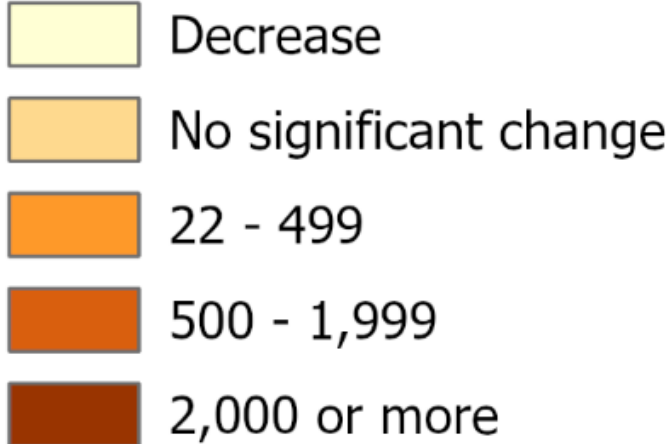 Decrease
No significant change
22 - 499
500 - 1,999
2,000 or more